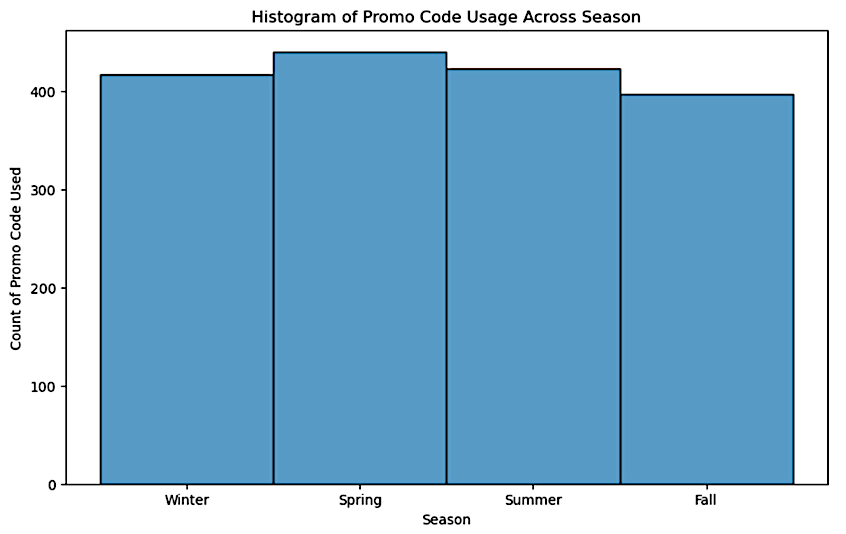 Histogram of Promo Code Usage Across Season
Count of Promo Code Used
400
300
200
100
0
Winter Spring Summer Fall
Season